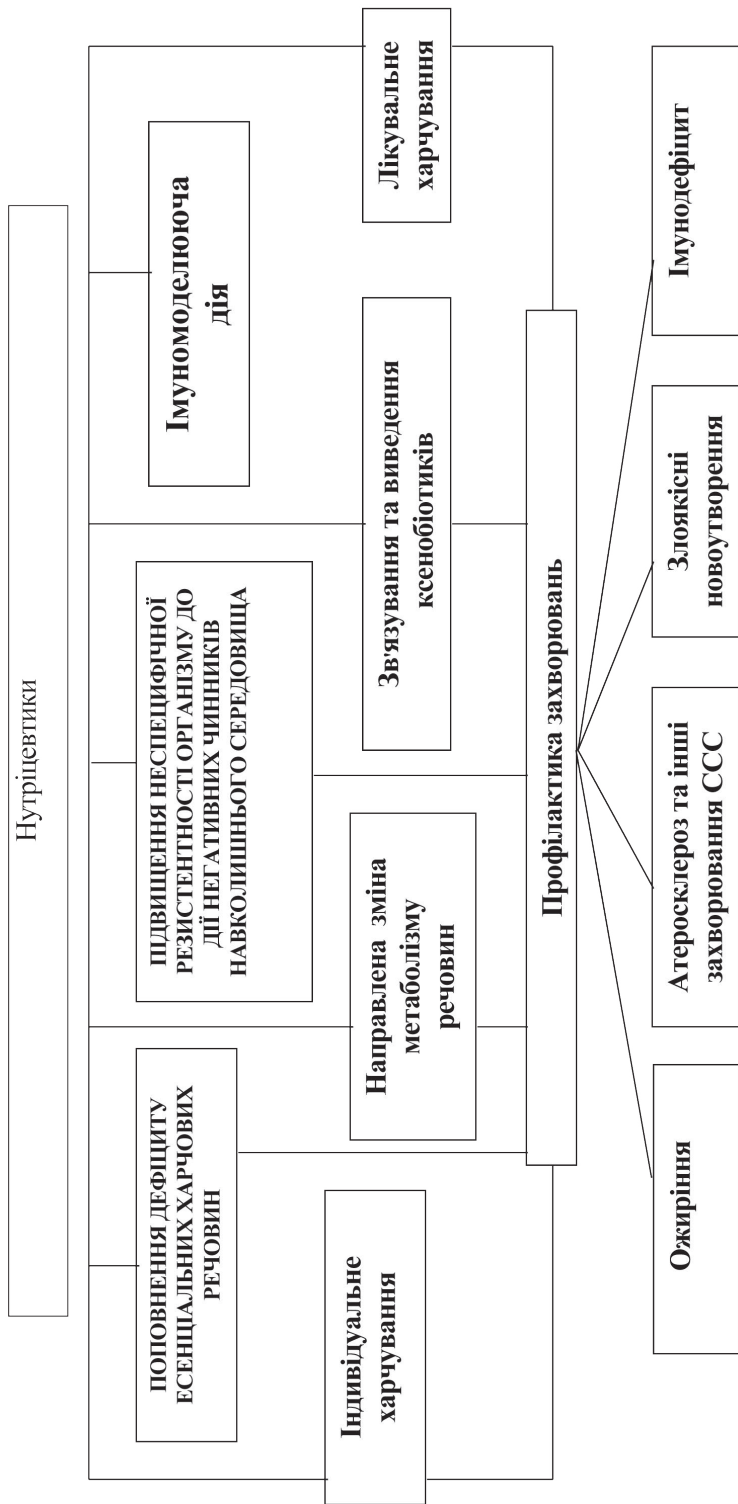 Нутріцевтики
ПОПОВНЕННЯ ДЕФІЦИТУ
ЕСЕНЦІАЛЬНИХ ХАРЧОВИХ
РЕЧОВИН
ПІДВИЩЕННЯ НЕСПЕЦИФІЧНОЇ
РЕЗИСТЕНТНОСТІ ОРГАНІЗМУ ДО
ДІЇ НЕГАТИВНИХ ЧИННИКІВ
НАВКОЛИШНЬОГО СЕРЕДОВИЩА
Імуномоделююча
дія
Індивідуальне
харчування
Направлена зміна
метаболізму
речовин
Зв'язування та виведення
ксенобіотиків
Лікувальне
харчування
Профілактика захворювань
Ожиріння
Атеросклероз та інші
захворювання ССС
Злоякісні
новоутворення
Імунодефіцит